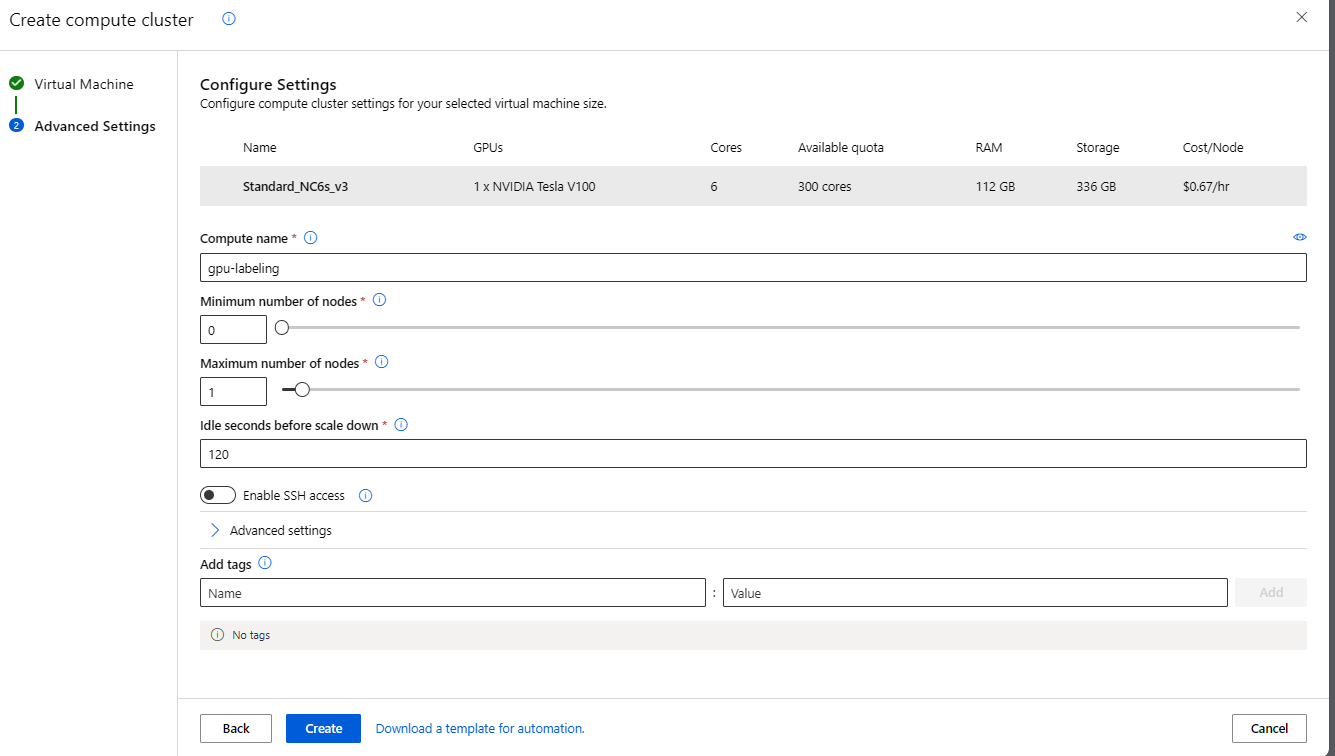 Create compute cluster
Virtual Machine
2 Advanced Settings
Configure Settings
Configure compute cluster settings for your selected virtual machine size.
Name GPUs Cores Available quota RAM Storage Cost/Node
Standard_NC6s_v3 1 x NVIDIA Tesla V100 6 300 cores 112 GB 336 GB $0.67/hr
Compute name *
gpu-labeling
Minimum number of nodes *
0
Maximum number of nodes *
1
Idle seconds before scale down *
120
Enable SSH access
Advanced settings
Add tags
Name : Value Add
No tags
Back Create Download a template for automation. Cancel